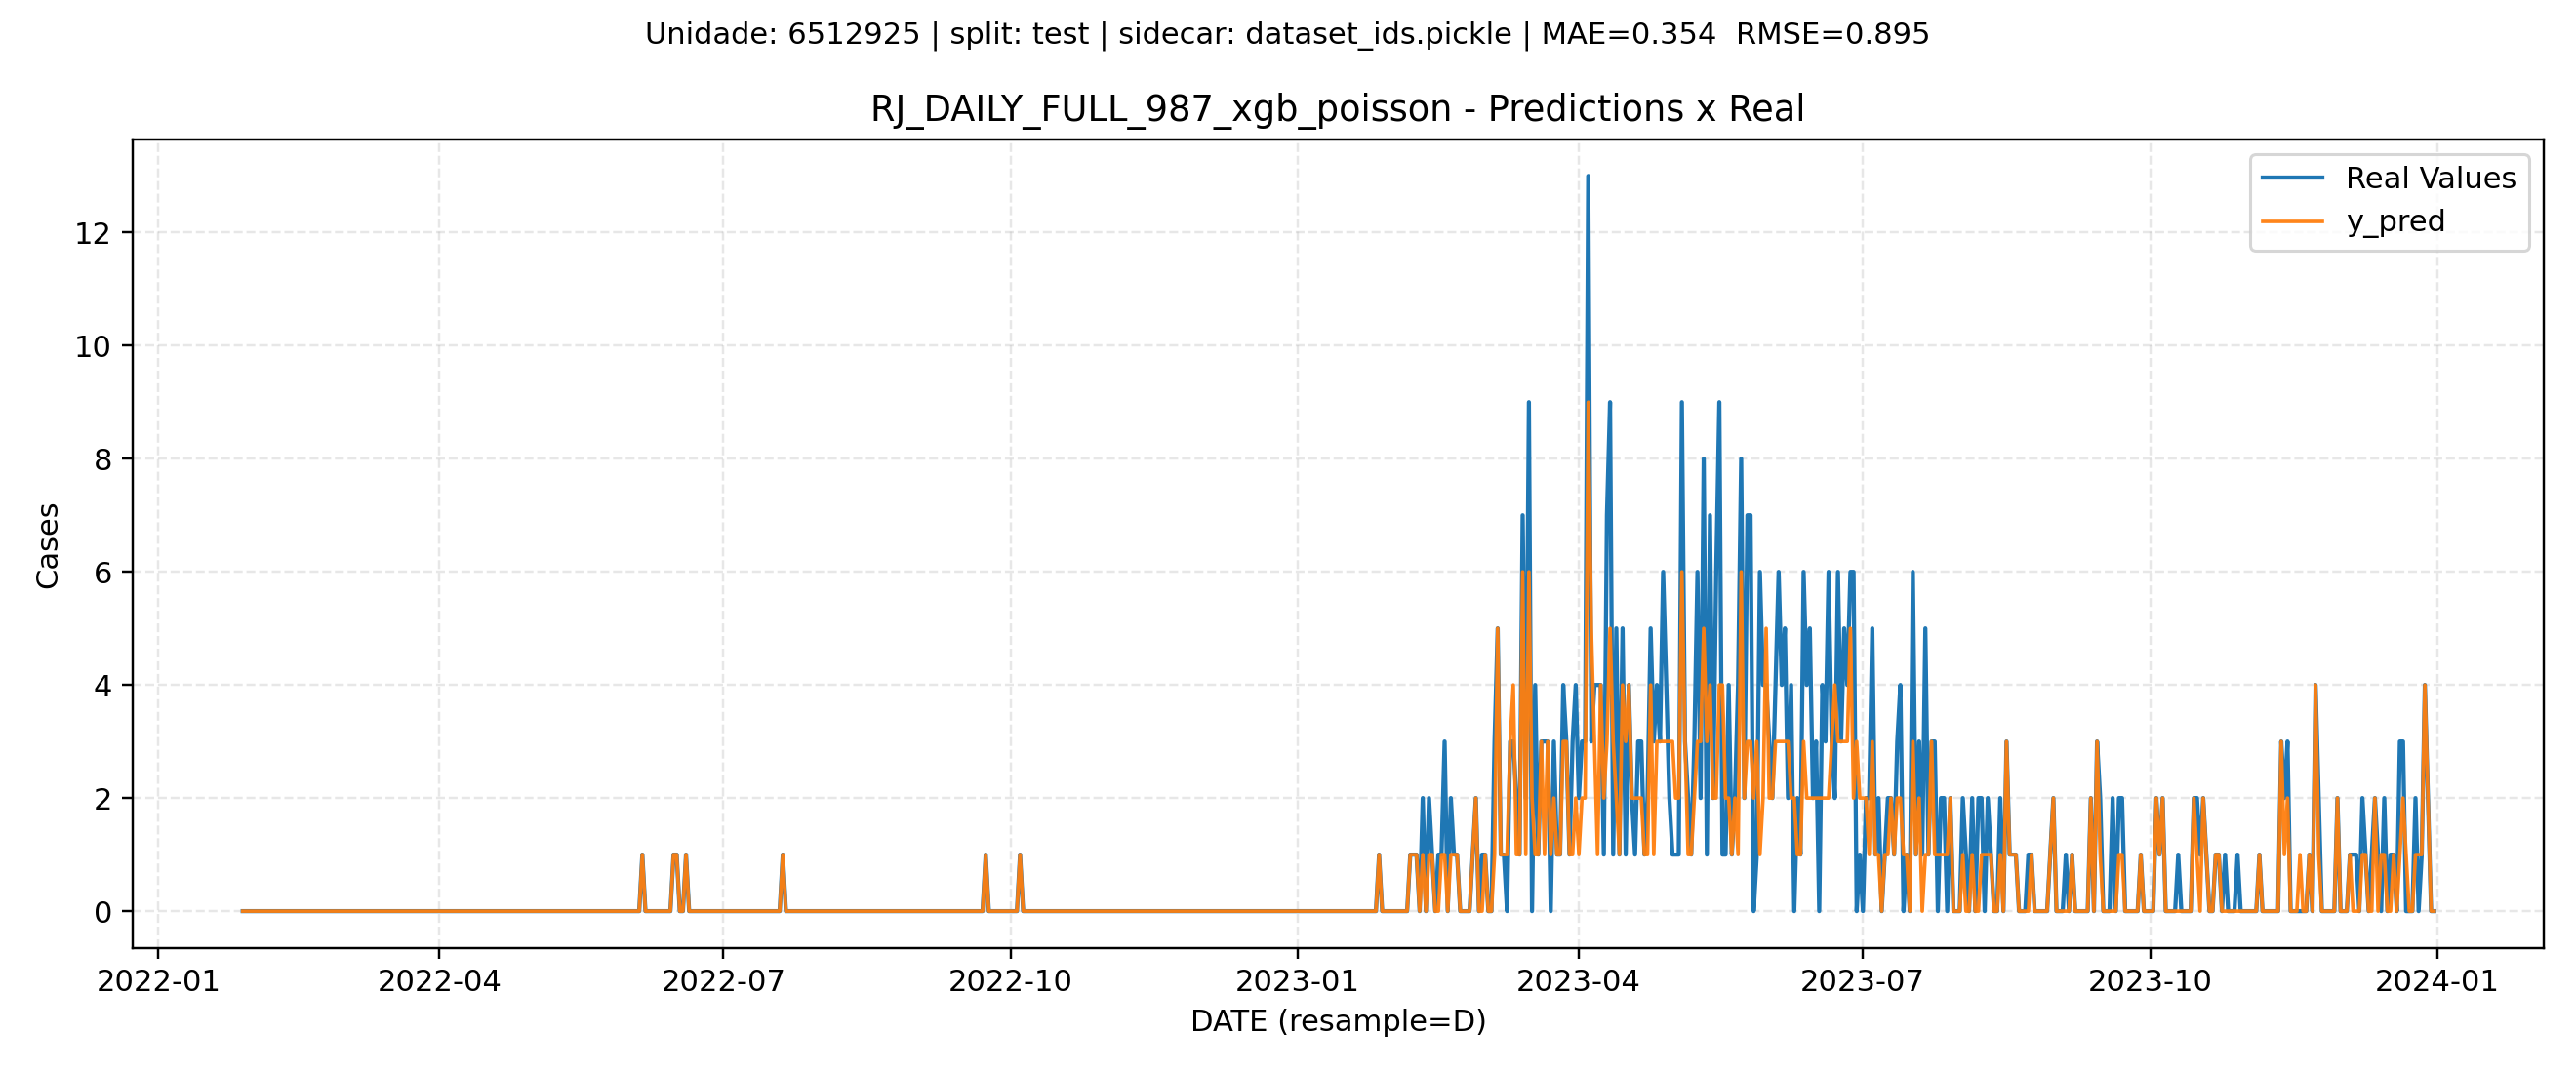 Unidade: 6512925 | split: test | sidecar: dataset_ids.pickle | MAE=0.354  RMSE=0.895
RJ_DAILY_FULL_987_xgb_poisson - Predictions x Real
Real Values
y_pred
12
10
8
6
4
2
0
Cases
2022-01
2022-04
2022-07
2022-10
2023-01
2023-04
2023-07
2023-10
2024-01
DATE (resample=D)